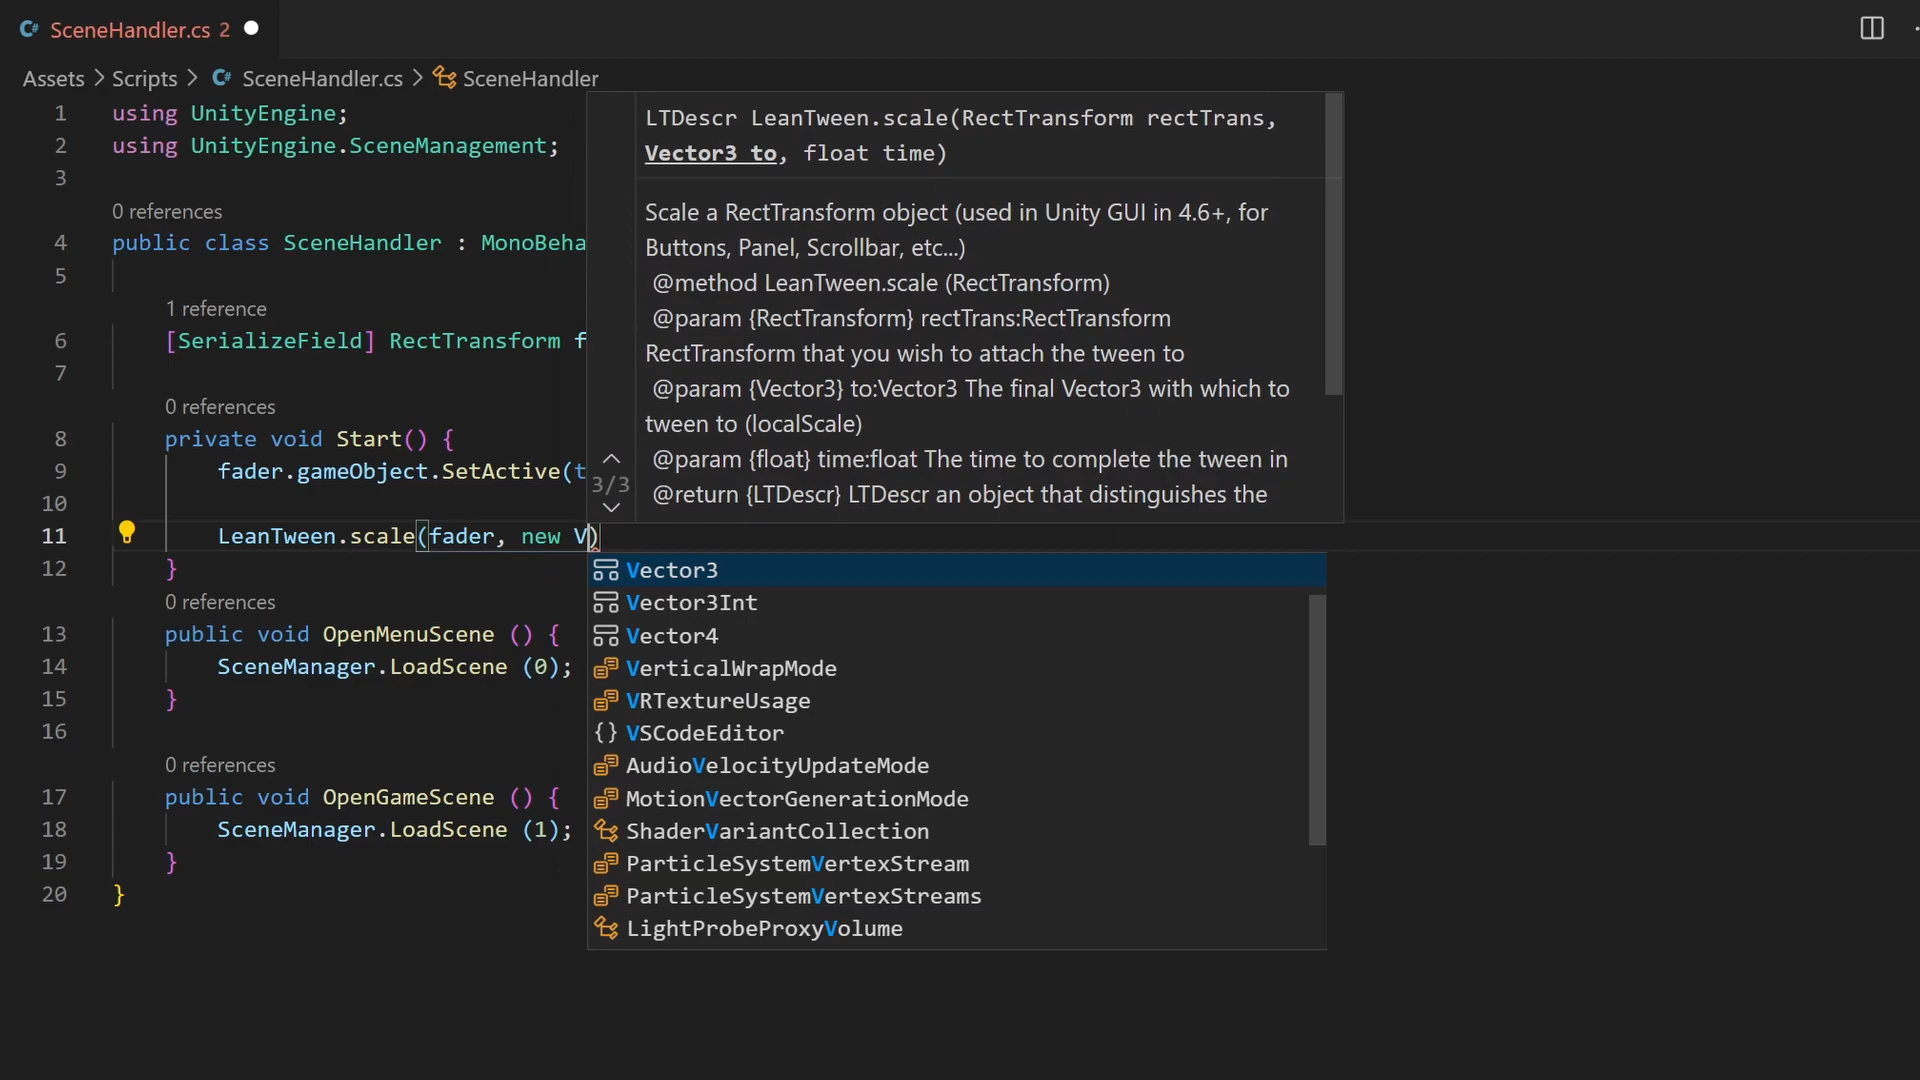 SceneHandler.cs 2
Assets > Scripts > SceneHandler.cs > SceneHandler
1 using UnityEngine;
2 using UnityEngine.SceneManagement;
3
0 references
4 public class SceneHandler : MonoBeha
5
1 reference
6 [SerializeField] RectTransform f
7
0 references
8 private void Start() {
9 fader.gameObject.SetActive(t
10
11 LeanTween.scale(fader, new V)
12 }
0 references
13 public void OpenMenuScene () {
14 SceneManager.LoadScene (0);
15 }
16
0 references
17 public void OpenGameScene () {
18 SceneManager.LoadScene (1);
19 }
20 }
LTDescr LeanTween.scale(RectTransform rectTrans,
Vector3 to, float time)
Scale a RectTransform object (used in Unity GUI in 4.6+, for
Buttons, Panel, Scrollbar, etc...)
@method LeanTween.scale (RectTransform)
@param {RectTransform} rectTrans:RectTransform
RectTransform that you wish to attach the tween to
@param {Vector3} to:Vector3 The final Vector3 with which to
tween to (localScale)
@param {float} time:float The time to complete the tween in
@return {LTDescr} LTDescr an object that distinguishes the
3/3
Vector3
Vector3Int
Vector4
VerticalWrapMode
VRTextureUsage
{} VSCodeEditor
AudioVelocityUpdateMode
MotionVectorGenerationMode
ShaderVariantCollection
ParticleSystemVertexStream
ParticleSystemVertexStreams
LightProbeProxyVolume